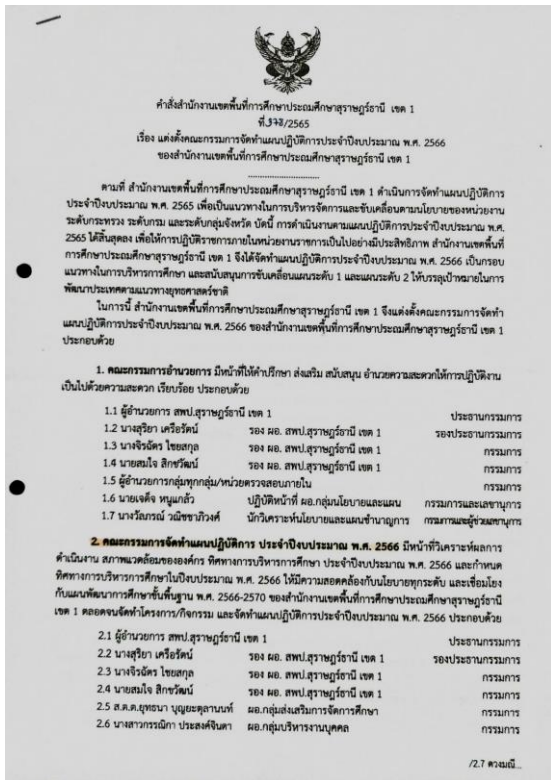 คำสั่งสำนักงานเขตพื้นที่การศึกษาประถมศึกษาสุราษฎร์ธานี เขต 1
ที่ /2565
เรื่อง แต่งตั้งคณะกรรมการจัดทำแผนปฏิบัติการประจำปีงบประมาณ พ.ศ. 2566
ของสำนักงานเขตพื้นที่การศึกษาประถมศึกษาสุราษฎร์ธานี เขต 1
ตามที่ สำนักงานเขตพื้นที่การศึกษาประถมศึกษาสุราษฎร์ธานี เขต 1 ดำเนินการจัดทำแผนปฏิบัติการ
ประจำปีงบประมาณ พ.ศ. 2565 เพื่อเป็นแนวทางในการบริหารจัดการและขับเคลื่อนตามนโยบายของหน่วยงาน
ระดับกระทรวง ระดับกรม และระดับกลุ่มจังหวัด บัดนี้ การดำเนินงานตามแผนปฏิบัติการประจำปีงบประมาณ พ.ศ.
2565 ได้สิ้นสุดลง เพื่อให้การปฏิบัติราชการภายในหน่วยงานราชการเป็นไปอย่างมีประสิทธิภาพ สำนักงานเขตพื้นที่
การศึกษาประถมศึกษาสุราษฎร์ธานี เขต 1 จึงได้จัดทำแผนปฏิบัติการประจำปีงบประมาณ พ.ศ. 2566 เป็นกรอบ
แนวทางในการบริหารการศึกษา และสนับสนุนการขับเคลื่อนแผนระดับ 1 และแผนระดับ 2 ให้บรรลุเป้าหมายในการ
พัฒนาประเทศตามแนวทางยุทธศาสตร์ชาติ
ในการนี้ สำนักงานเขตพื้นที่การศึกษาประถมศึกษาสุราษฎร์ธานี เขต 1 จึงแต่งตั้งคณะกรรมการจัดทำ
แผนปฏิบัติการประจำปีงบประมาณ พ.ศ. 2566 ของสำนักงานเขตพื้นที่การศึกษาประถมศึกษาสุราษฎร์ธานี เขต 1
ประกอบด้วย
1. คณะกรรมการอำนวยการ มีหน้าที่ให้คำปรึกษา ส่งเสริม สนับสนุน อำนวยความสะดวกให้การปฏิบัติงาน
เป็นไปด้วยความสะดวก เรียบร้อย ประกอบด้วย
1.1 ผู้อำนวยการ สพป.สุราษฎร์ธานี เขต 1 ประธานกรรมการ
1.2 นางสุริยา เครือรัตน์ รอง ผอ. สพป.สุราษฎร์ธานี เขต 1 รองประธานกรรมการ
1.3 นางจิรฉัตร ไชยสกุล รอง ผอ. สพป.สุราษฎร์ธานี เขต 1 กรรมการ
1.4 นายสมใจ สิกขวัฒน์ รอง ผอ. สพป.สุราษฎร์ธานี เขต 1 กรรมการ
1.5 ผู้อำนวยการกลุ่มทุกกลุ่ม/หน่วยตรวจสอบภายใน กรรมการ
1.6 นายเจตต์ หนูแก้ว ปฏิบัติหน้าที่ ผอ.กลุ่มนโยบายและแผน กรรมการและเลขานุการ
1.7 นางวัลภรณ์ วณิชชาภิวงศ์ นักวิเคราะห์นโยบายและแผนชำนาญการ กรรมการและผู้ช่วยเลขานุการ
2. คณะกรรมการจัดทำแผนปฏิบัติการ ประจำปีงบประมาณ พ.ศ. 2566 มีหน้าที่วิเคราะห์ผลการ
ดำเนินงาน สภาพแวดล้อมขององค์กร ทิศทางการบริหารการศึกษา ประจำปีงบประมาณ พ.ศ. 2566 และกำหนด
ทิศทางการบริหารการศึกษาในปีงบประมาณ พ.ศ. 2566 ให้มีความสอดคล้องกับนโยบายทุกระดับ และเชื่อมโยง
กับแผนพัฒนาการศึกษาขั้นพื้นฐาน พ.ศ. 2566-2570 ของสำนักงานเขตพื้นที่การศึกษาประถมศึกษาสุราษฎร์ธานี
เขต 1 ตลอดจนจัดทำโครงการ/กิจกรรม และจัดทำแผนปฏิบัติการประจำปีงบประมาณ พ.ศ. 2566 ประกอบด้วย
2.1 ผู้อำนวยการ สพป.สุราษฎร์ธานี เขต 1 ประธานกรรมการ
2.2 นางสุริยา เครือรัตน์ รอง ผอ. สพป.สุราษฎร์ธานี เขต 1 รองประธานกรรมการ
2.3 นางจิรฉัตร ไชยสกุล รอง ผอ. สพป.สุราษฎร์ธานี เขต 1 กรรมการ
2.4 นายสมใจ สิกขวัฒน์ รอง ผอ. สพป.สุราษฎร์ธานี เขต 1 กรรมการ
2.5 ส.ต.ต.ยุทธนา บุญยะตุลานนท์ ผอ.กลุ่มส่งเสริมการจัดการศึกษา กรรมการ
2.6 นางสาวกรรณิกา ประสงค์จินดา ผอ.กลุ่มบริหารงานบุคคล กรรมการ
/2.7 ดวงมณี...